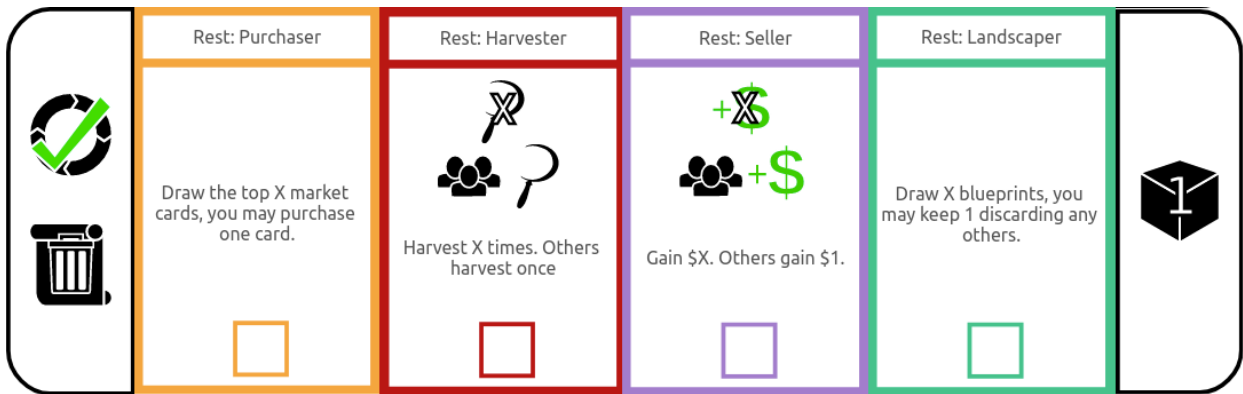 Rest: Purchaser
Draw the top X market
cards, you may purchase
one card.
Rest: Harvester
X
Harvest X times. Others
harvest once
Rest: Seller
+X$
+$
Gain $X. Others gain $1.
Rest: Landscaper
Draw X blueprints, you
may keep 1 discarding any
others.
1